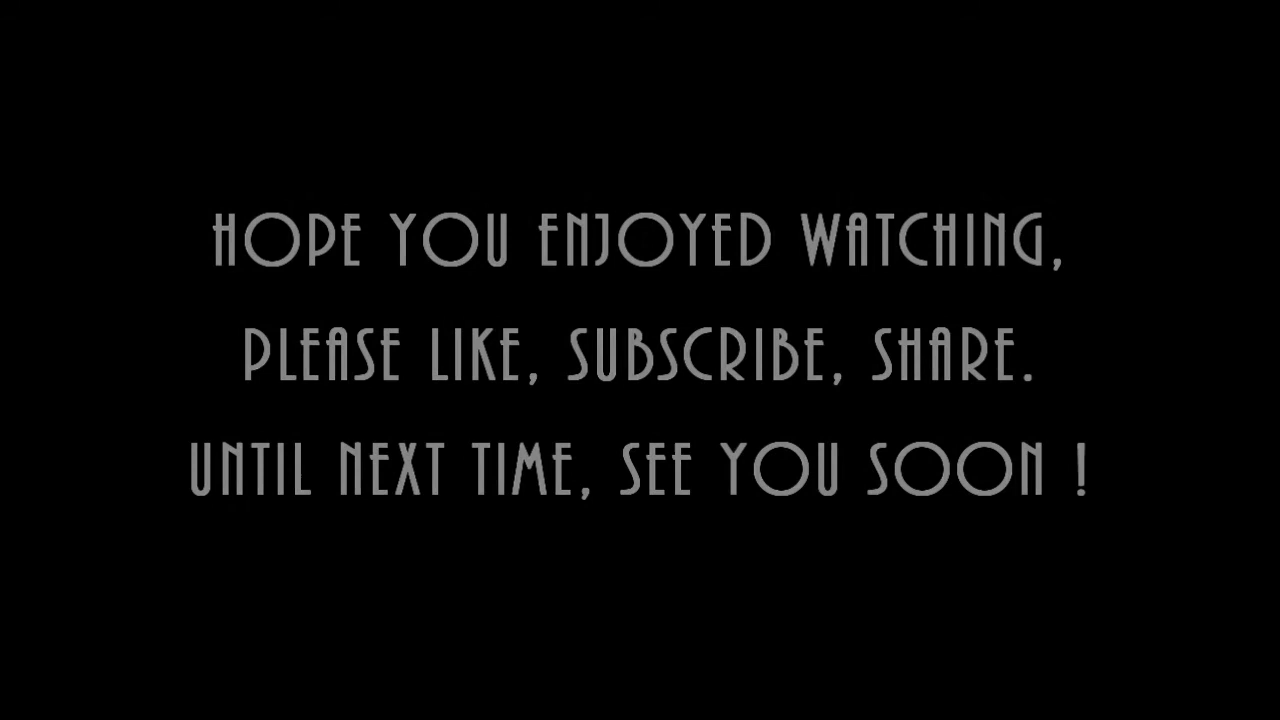 HOPE YOU ENJOYED WATCHING,
PLEASE LIKE, SUBSCRIBE, SHARE.
UNTIL NEXT TIME, SEE YOU SOON !